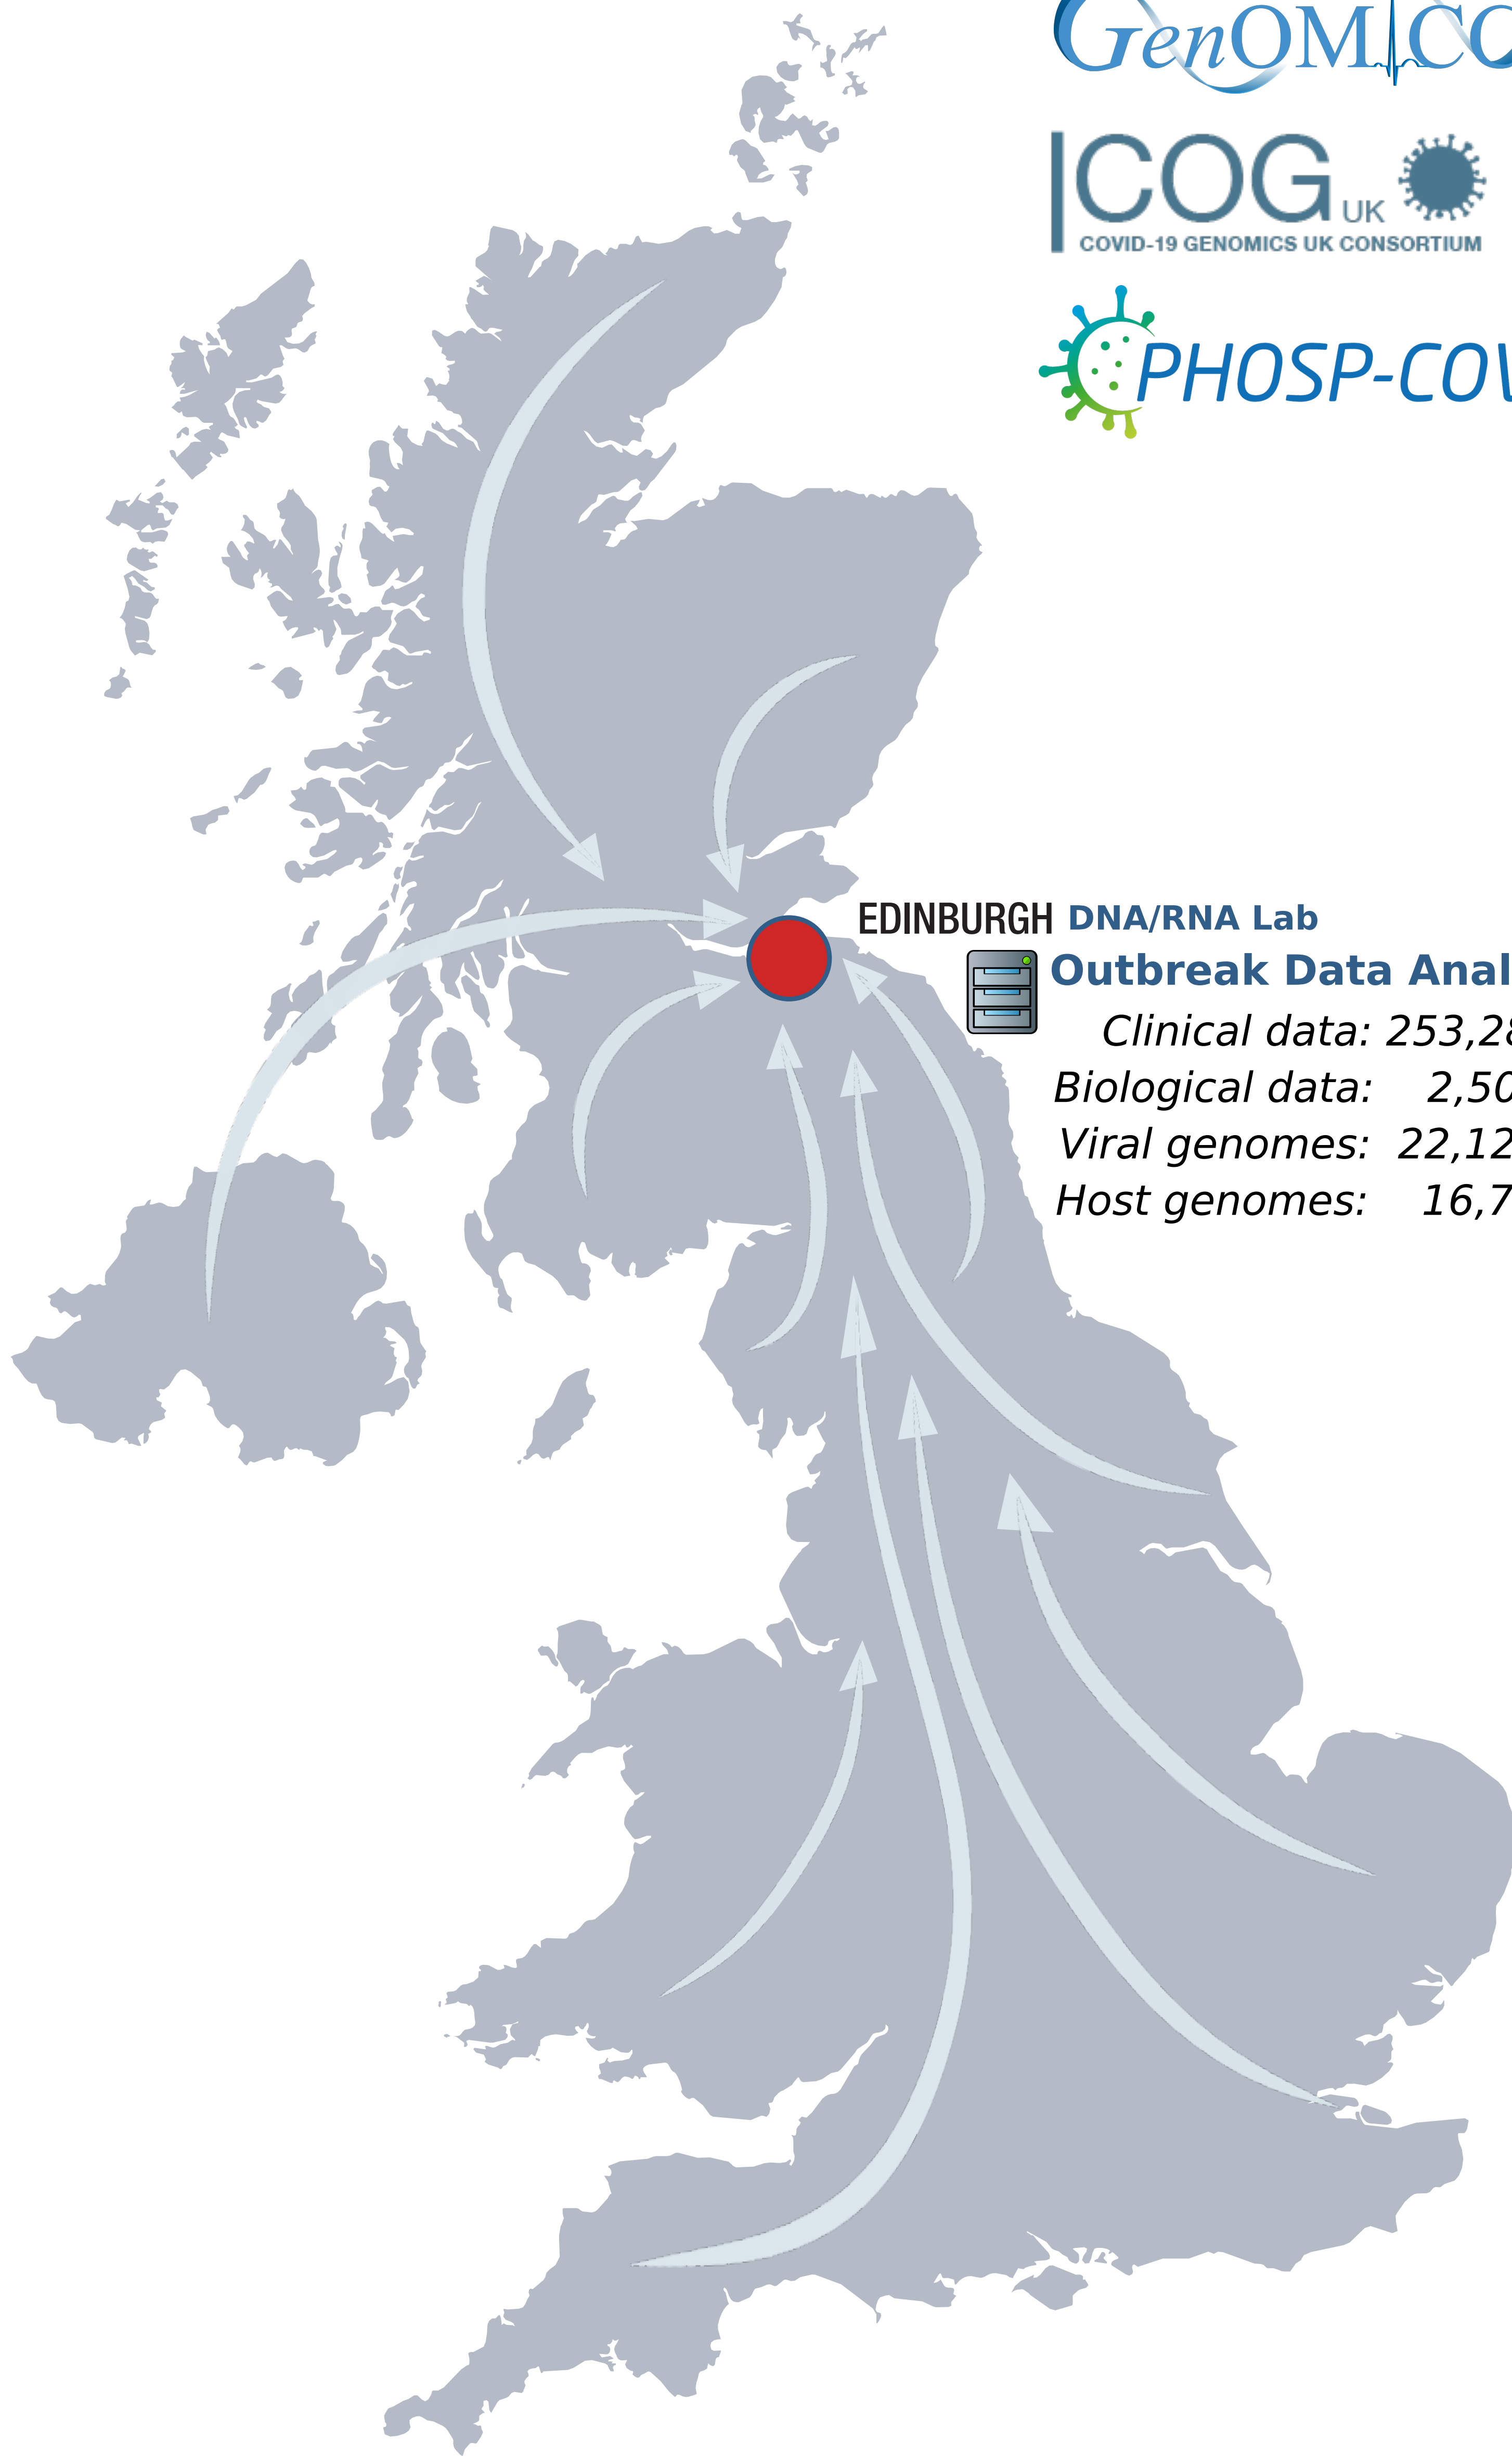 GenOMICC
COG UK
COVID-19 GENOMICS UK CONSORTIUM
PHOSP-COV
EDINBURGH DNA/RNA Lab
Outbreak Data Anal
Clinical data: 253,28
Biological data: 2,50
Viral genomes: 22,12
Host genomes: 16,7